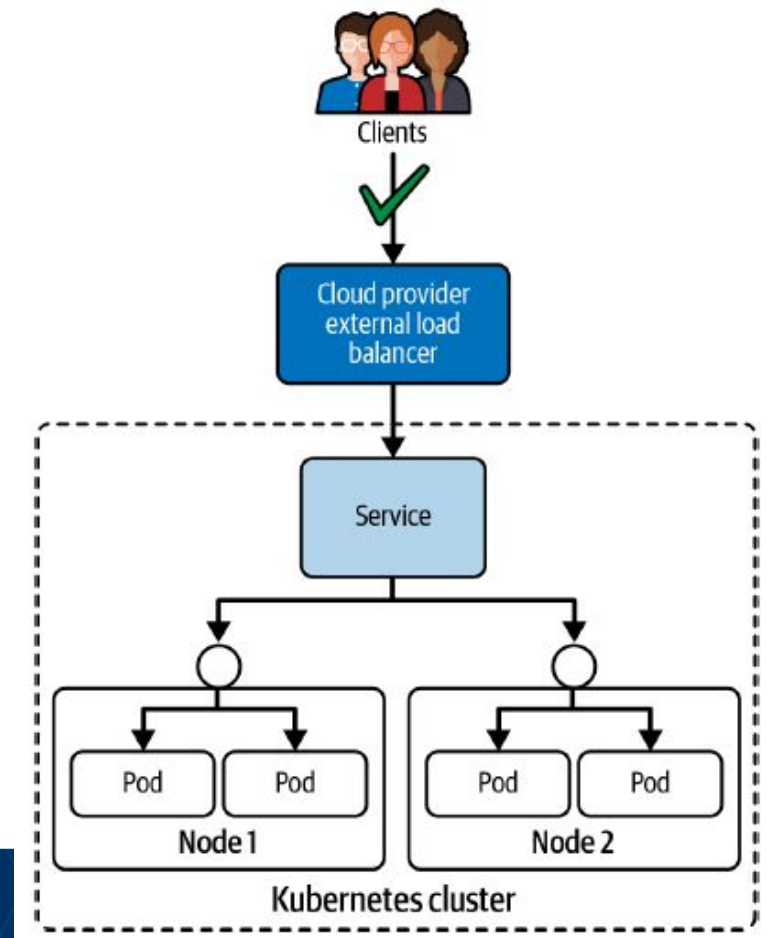 Clients
Cloud provider
external load
balancer
Service
Pod
Pod
Pod
Pod
Node 1
Node 2
Kubernetes cluster